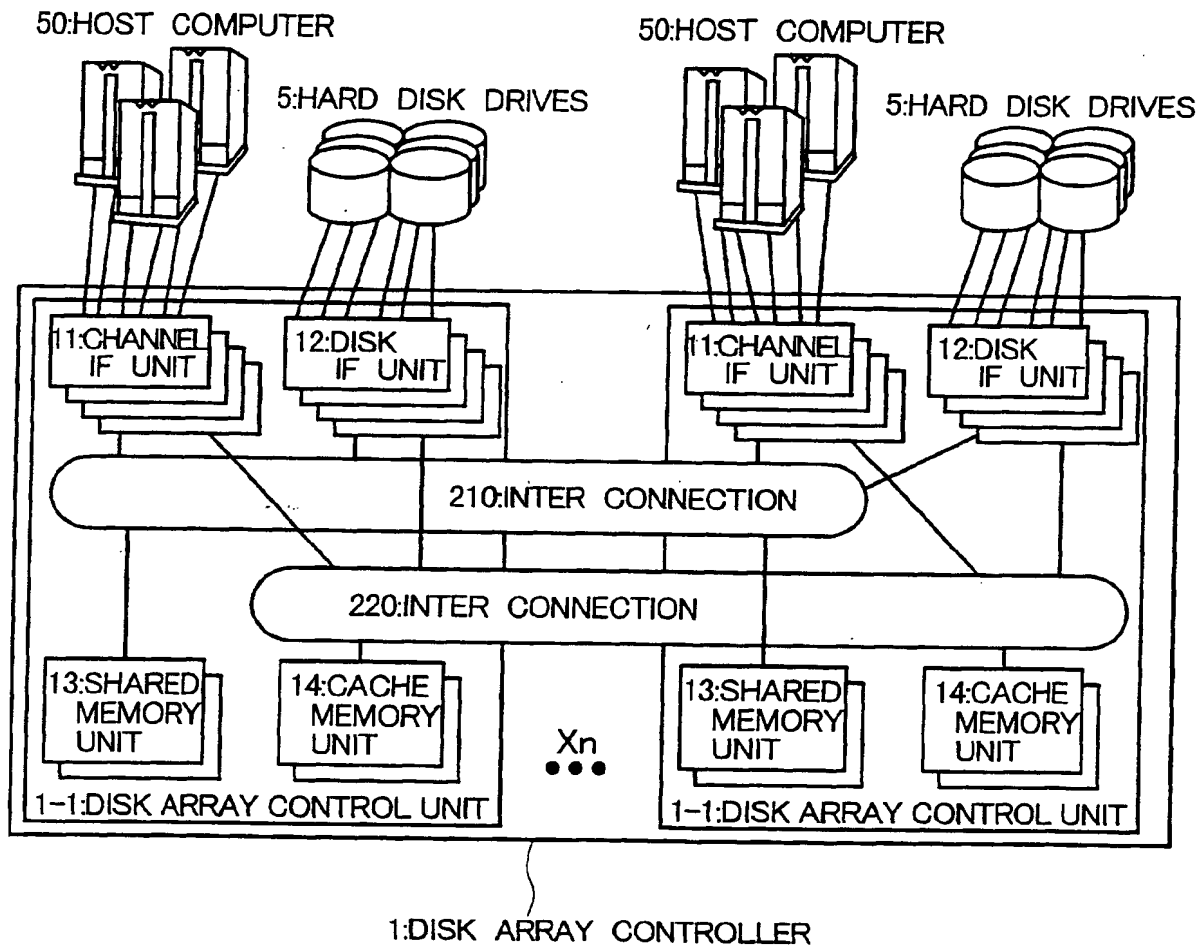 50:HOST COMPUTER
5:HARD DISK DRIVES
50:HOST COMPUTER
5:HARD DISK DRIVES
11:CHANNEL
IF UNIT
12:DISK
IF UNIT
11:CHANNEL
IF UNIT
12:DISK
IF UNIT
210:INTER CONNECTION
220:INTER CONNECTION
13:SHARED
MEMORY
UNIT
14:CACHE
MEMORY
UNIT
Xn
13:SHARED
MEMORY
UNIT
14:CACHE
MEMORY
UNIT
1-1:DISK ARRAY CONTROL UNIT
1-1:DISK ARRAY CONTROL UNIT
1:DISK ARRAY CONTROLLER